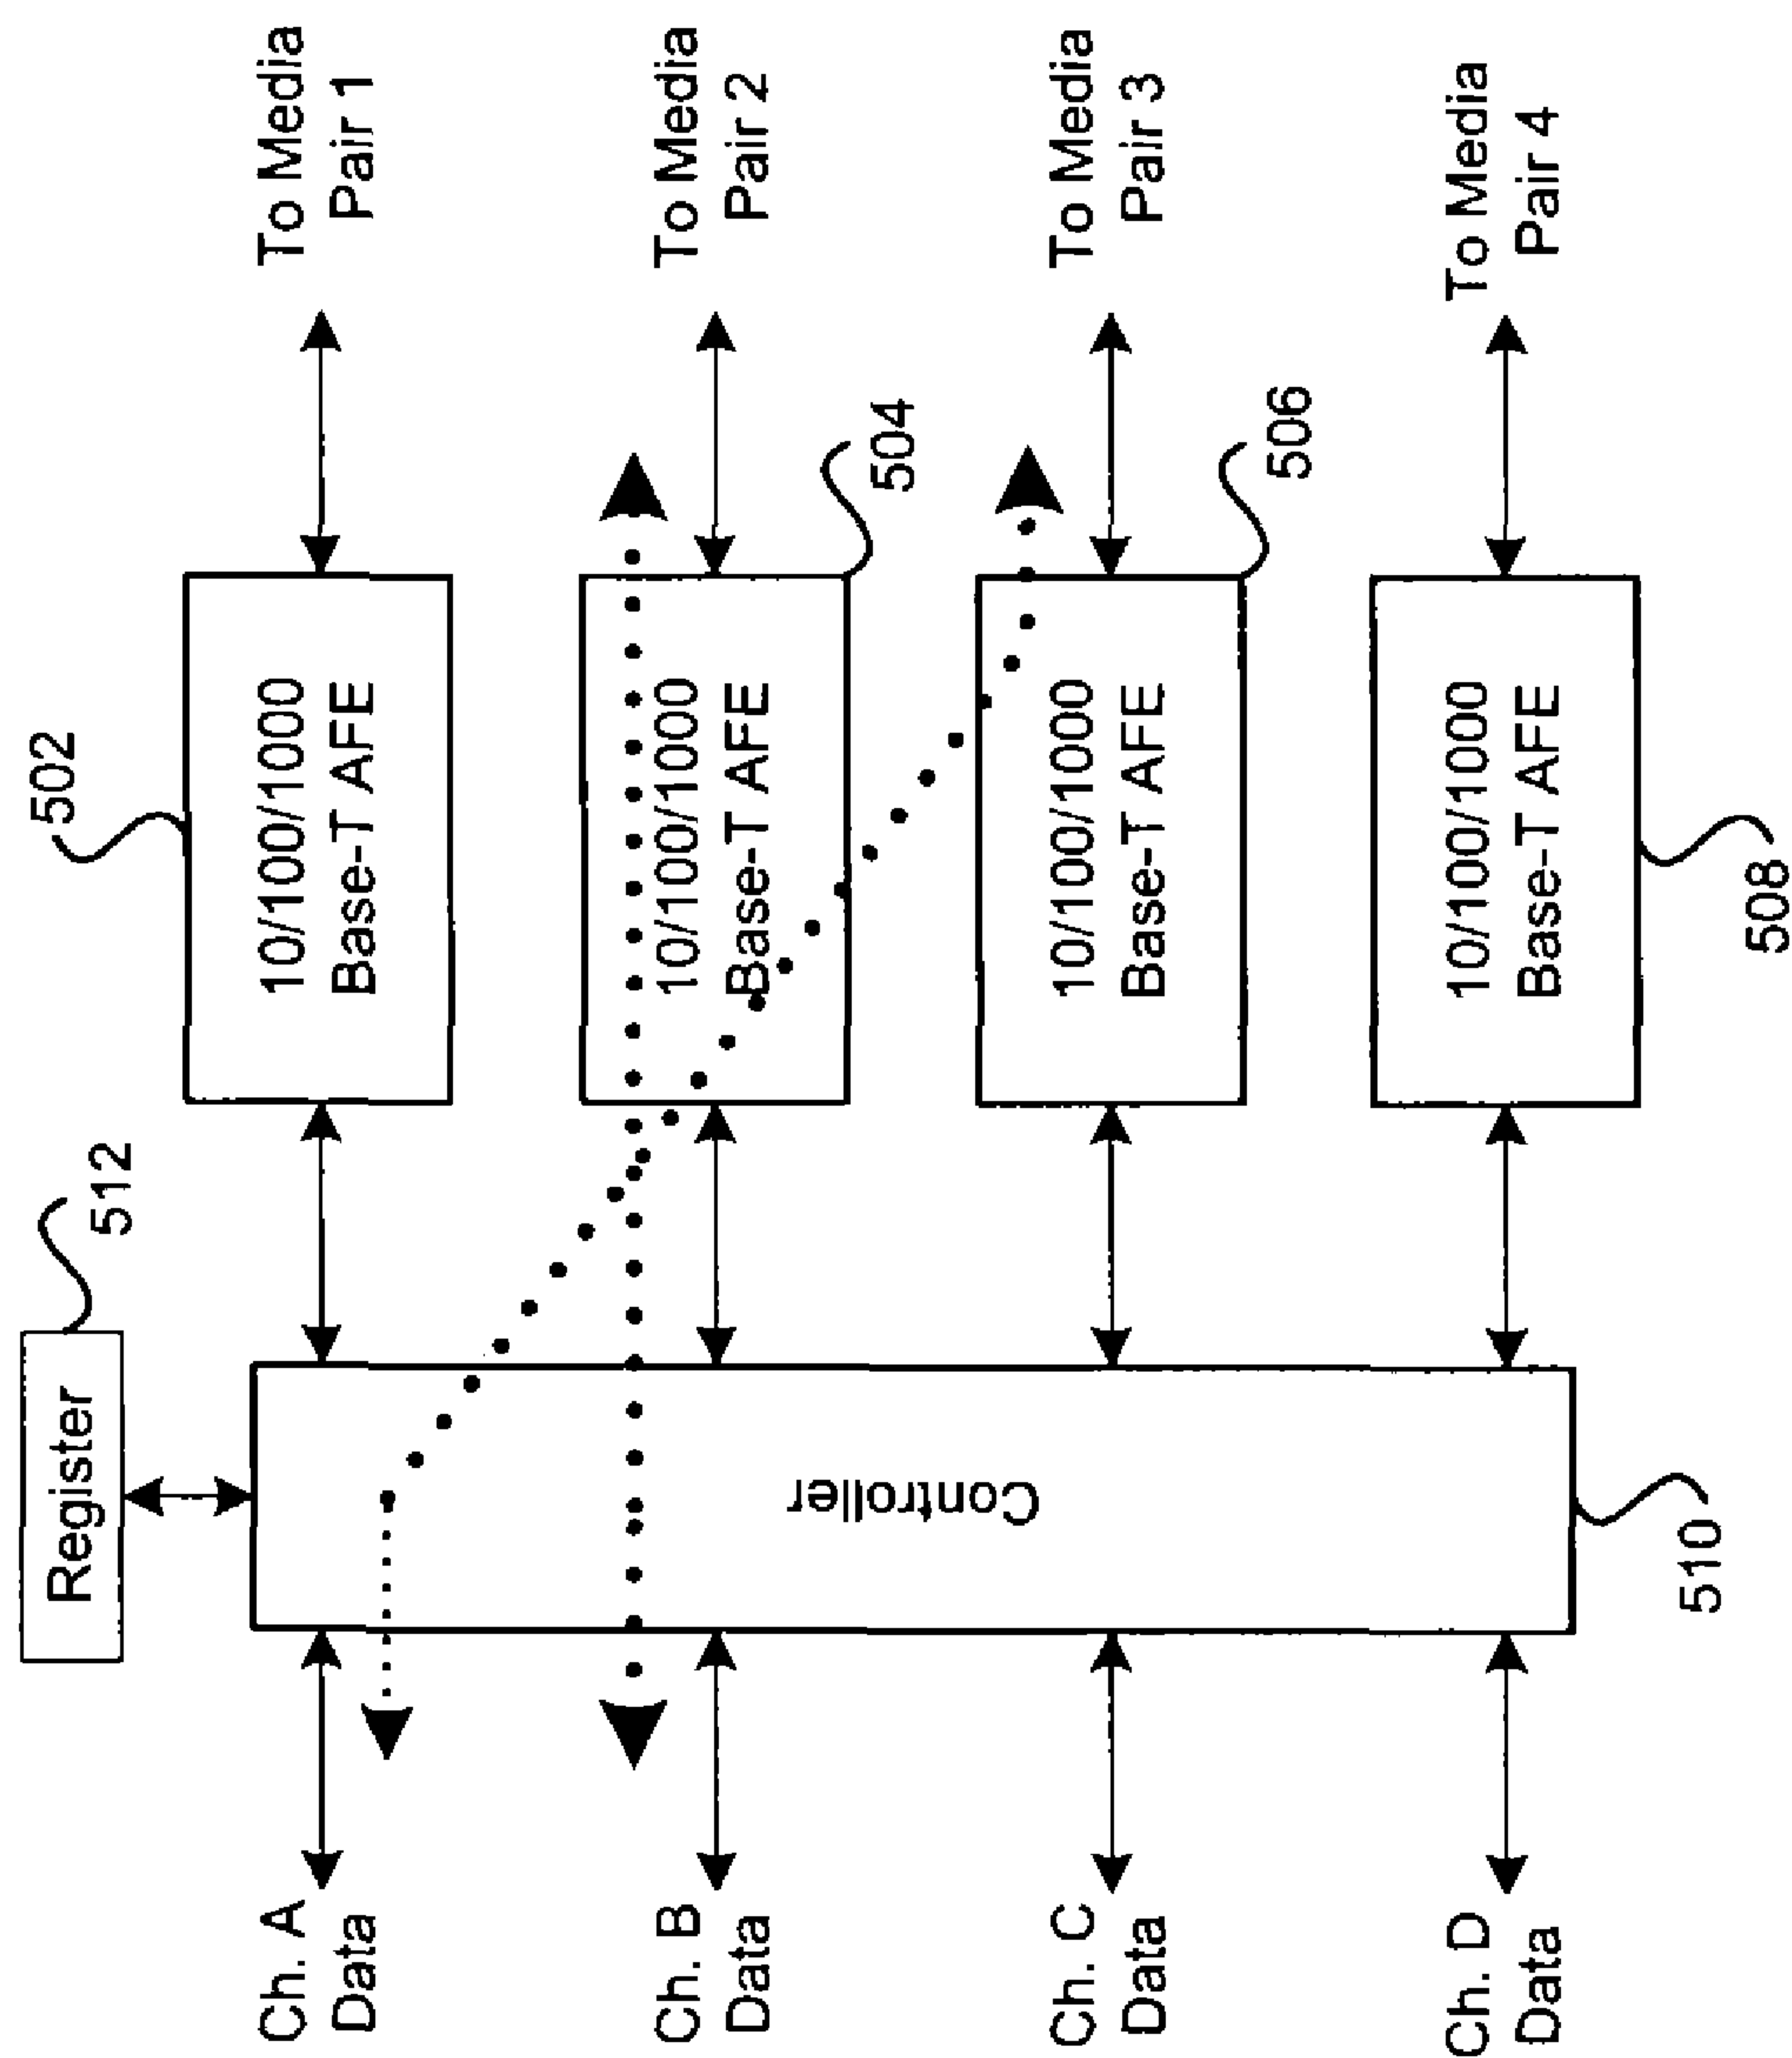 Register
512
502
Ch. A
Data
10/100/1000
Base-T AFE
To Media
Pair 1
Ch. B
Data
10/100/1000
Base-T AFE
To Media
Pair 2
504
Controller
Ch. C
Data
10/100/1000
Base-T AFE
To Media
Pair 3
506
Ch. D
Data
10/100/1000
Base-T AFE
To Media
Pair 4
510
508